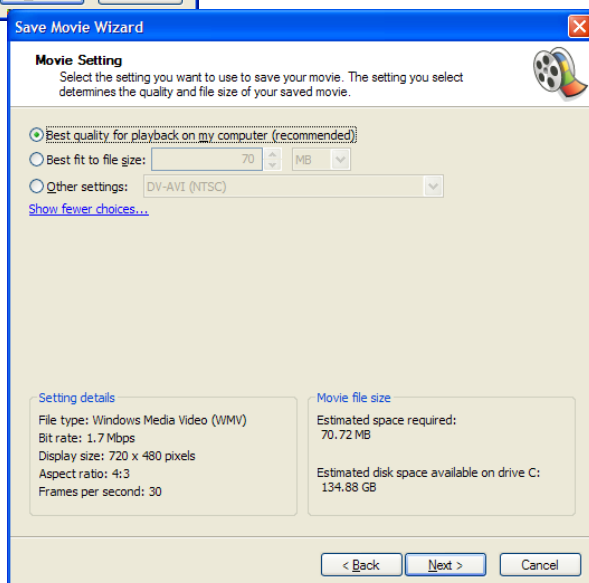 Save Movie Wizard
Movie Setting
Select the setting you want to use to save your movie. The setting you select
determines the quality and file size of your saved movie.
Best quality for playback on my computer (recommended)
Best fit to file size: 70 MB
Other settings: DV-AVI (NTSC)
Show fewer choices...
Setting details
File type: Windows Media Video (WMV)
Bit rate: 1.7 Mbps
Display size: 720 x 480 pixels
Aspect ratio: 4:3
Frames per second: 30
Movie file size
Estimated space required:
70.72 MB
Estimated disk space available on drive C:
134.88 GB
< Back Next > Cancel